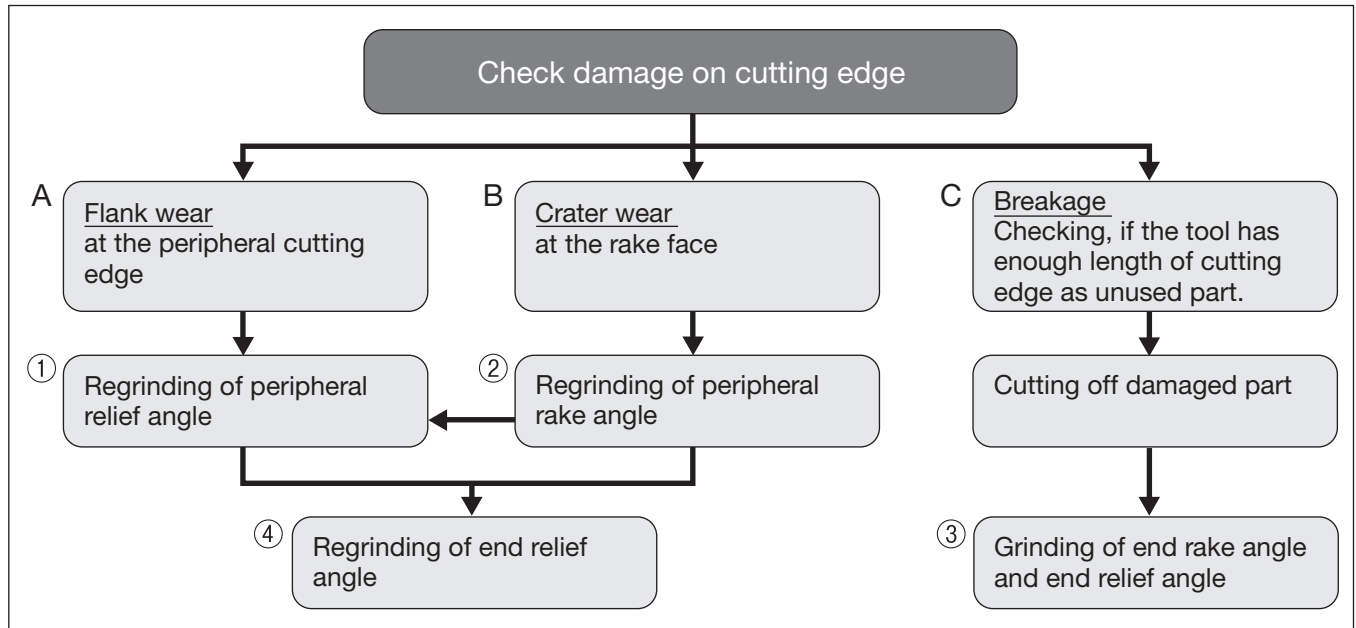 Check damage on cutting edge
A
Flank wear
at the peripheral cutting
edge
B
Crater wear
at the rake face
C
Breakage
Checking, if the tool has
enough length of cutting
edge as unused part.
①
Regrinding of peripheral
relief angle
②
Regrinding of peripheral
rake angle
Cutting off damaged part
④
Regrinding of end relief
angle
③
Grinding of end rake angle
and end relief angle